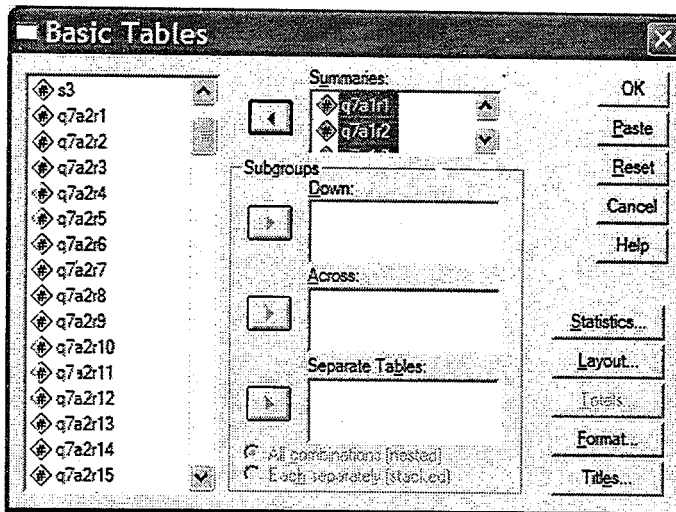 Basic Tables
s3
q7a2r1
q7a2r2
q7a2r3
q7a2r4
q7a2r5
q7a2r6
q7a2r7
q7a2r8
q7a2r9
q7a2r10
q7a2r11
q7a2r12
q7a2r13
q7a2r14
q7a2r15
Summaries:
q7a1r1
q7a1r2
Subgroups
Down:
Across:
Separate Tables:
All combinations (nested)
Each separately (stacked)
OK
Paste
Reset
Cancel
Help
Statistics...
Layout...
Totals...
Format...
Titles...